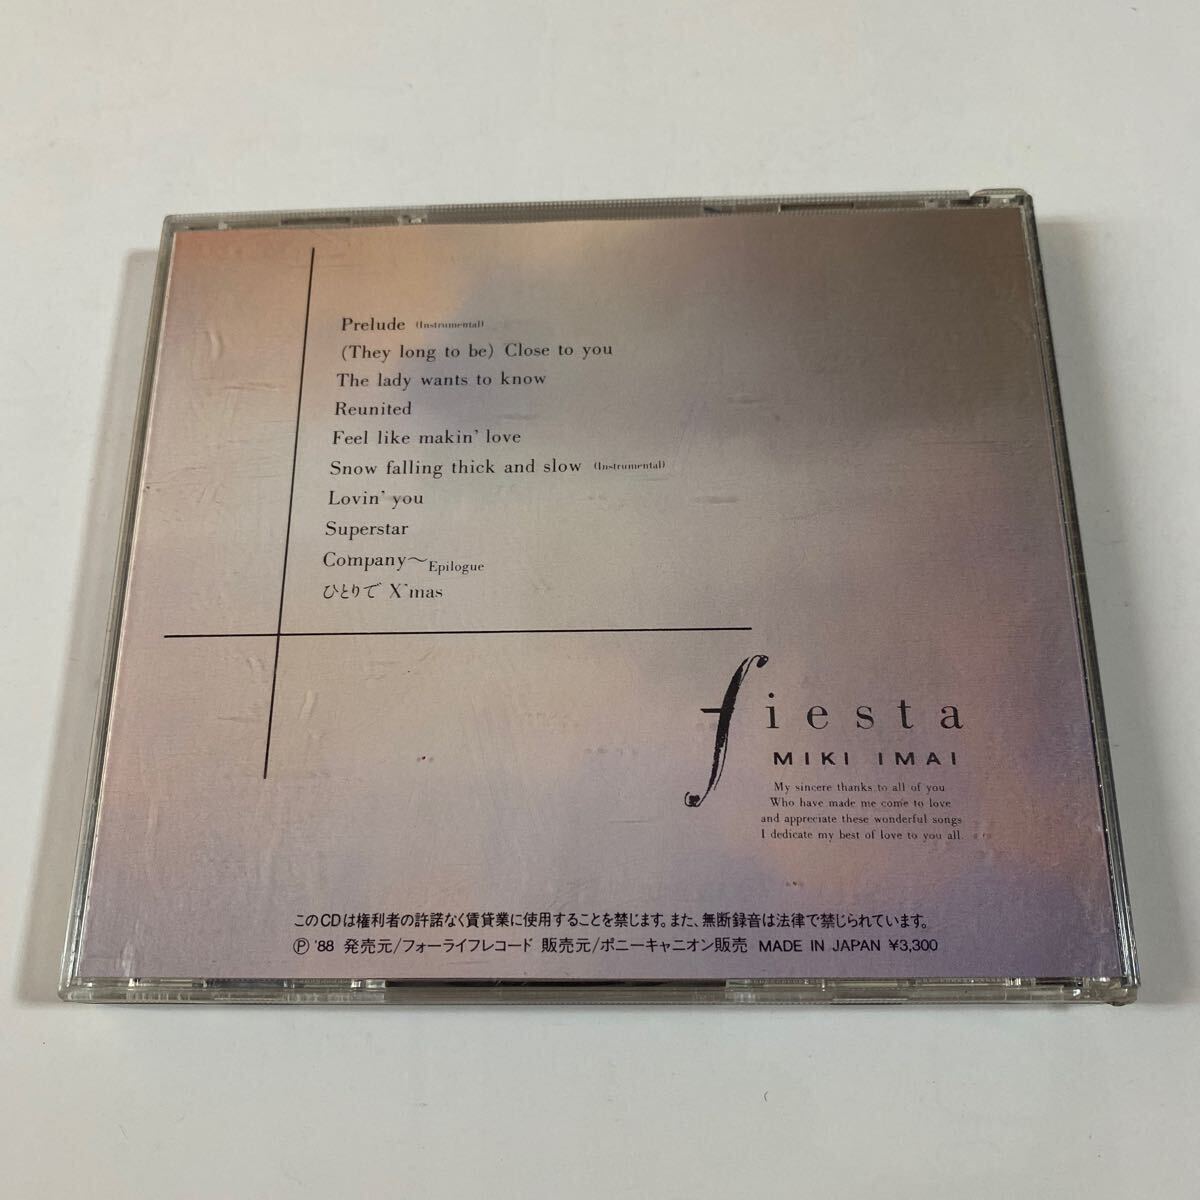 Prelude (Instrumental)
(They long to be) Close to you
The lady wants to know
Reunited
Feel like makin' love
Snow falling thick and slow (Instrumental)
Lovin' you
Superstar
Company～Epilogue
ひとりで X'mas
fiesta
MIKI IMAI
My sincere thanks to all of you
Who have made me come to love
and appreciate these wonderful songs
I dedicate my best of love to you all.
このCDは権利者の許諾なく賃貸業に使用することを禁じます。また、無断録音は法律で禁じられています。
Ⓟ '88 発売元/フォーライフレコード 販売元/ポニーキャニオン販売 MADE IN JAPAN ¥3,300